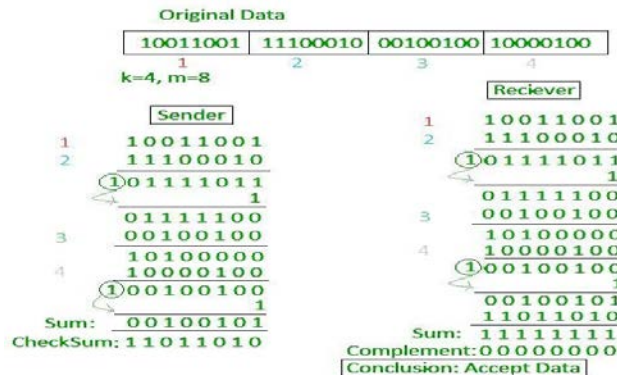 Original Data
10011001 11100010 00100100 10000100
1 2 3 4
k=4, m=8
Sender
1 10011001
2 11100010
1 01111011
1
01111100
3 00100100
10100000
4 10000100
1 00100100
1
Sum: 00100101
CheckSum: 11011010
Reciever
1 10011001
2 11100010
1 01111011
1
01111100
3 00100100
10100000
4 10000100
1 00100100
1
00100101
11011010
Sum: 11111111
Complement: 00000000
Conclusion: Accept Data